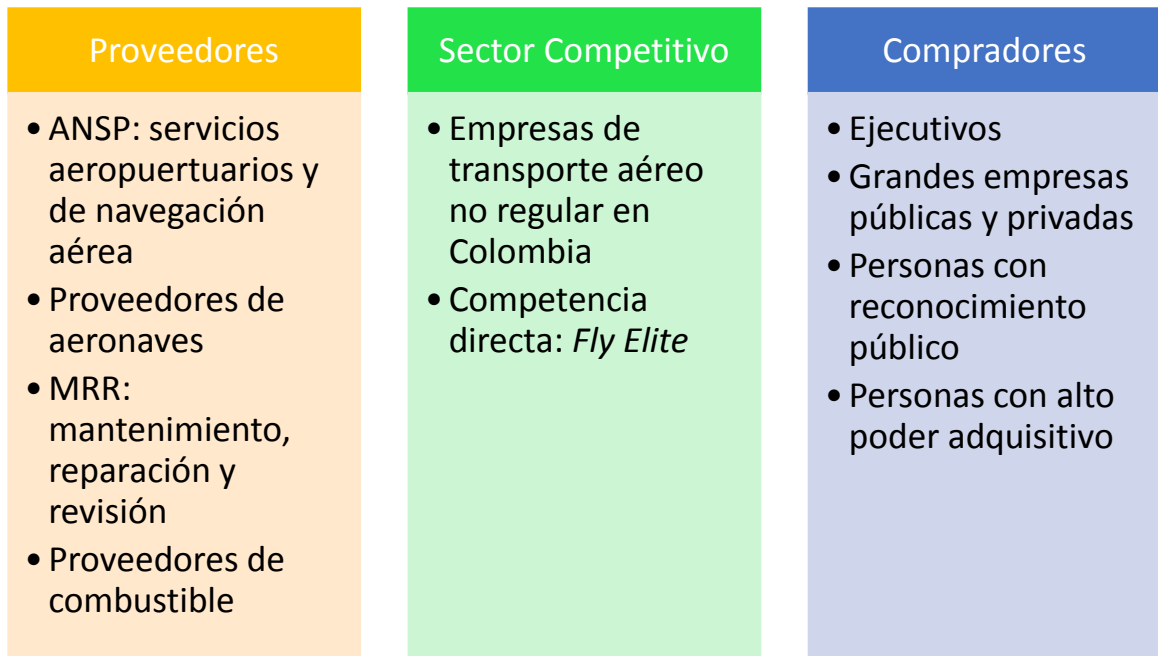 Proveedores
• ANSP: servicios
aeropuertuarios y
de navegación
aérea
• Proveedores de
aeronaves
• MRR:
mantenimiento,
reparación y
revisión
• Proveedores de
combustible
Sector Competitivo
• Empresas de
transporte aéreo
no regular en
Colombia
• Competencia
directa: Fly Elite
Compradores
• Ejecutivos
• Grandes empresas
públicas y privadas
• Personas con
reconocimiento
público
• Personas con alto
poder adquisitivo